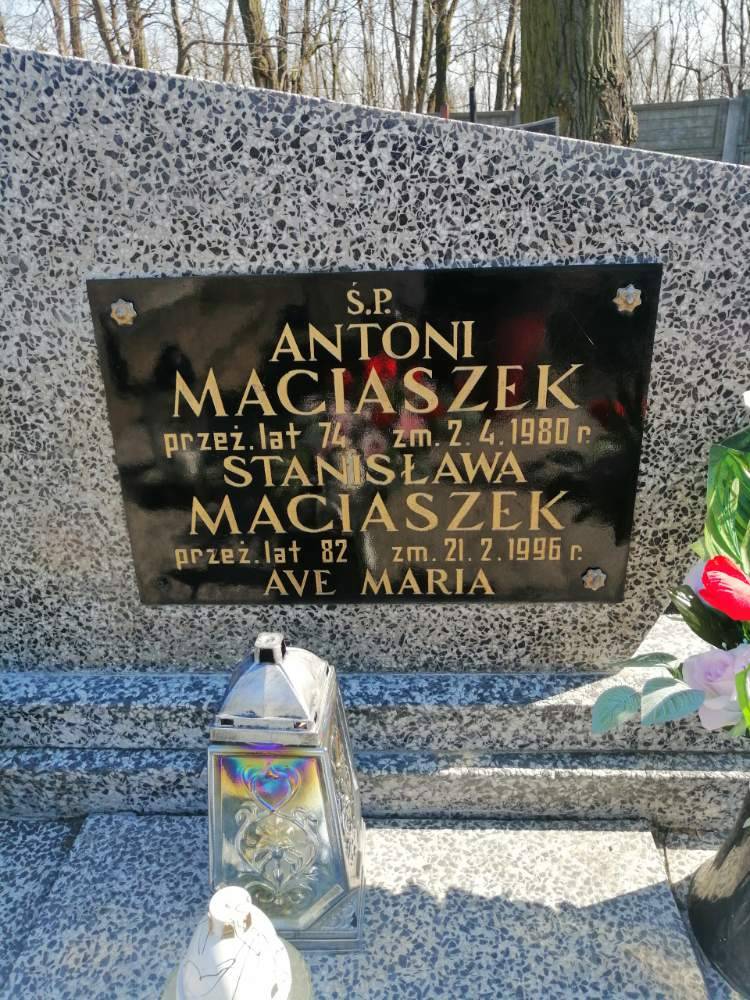 Ś.P.
ANTONI
MACIASZEK
przeż. lat 74 zm. 2. 4. 1980 r.
STANISŁAWA
MACIASZEK
przeż. lat 82 zm. 21. 2. 1996 r.
AVE MARIA